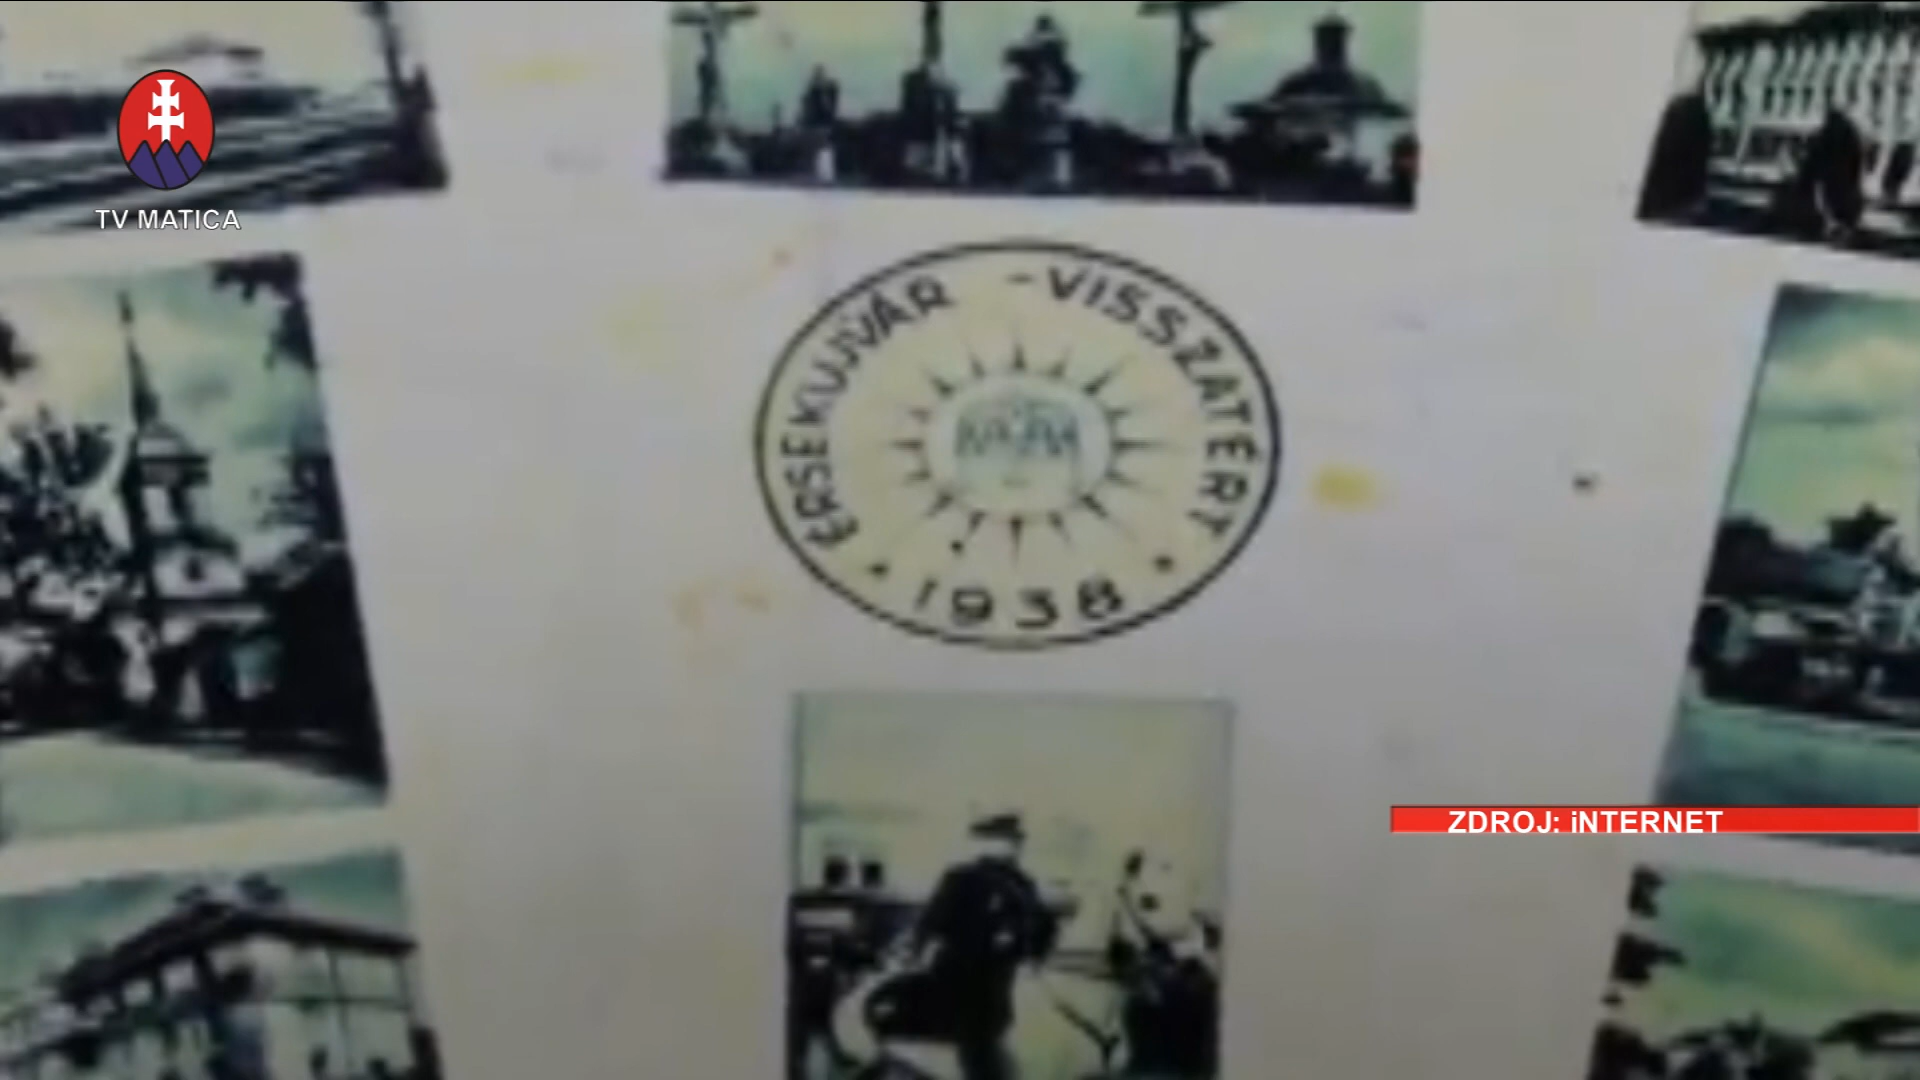 TV MATICA
ÉRSEKUJVÁR -VISSZATÉRT
• 1938 •
ZDROJ: iNTERNET